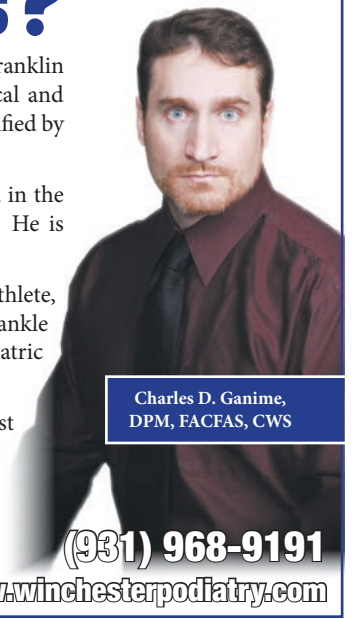 s?
ranklin
cal and
ified by
in the
He is
thlete,
ankle
atric
st
Charles D. Ganime,
DPM, FACFAS, CWS
(931) 968-9191
w.winchesterpodiatry.com